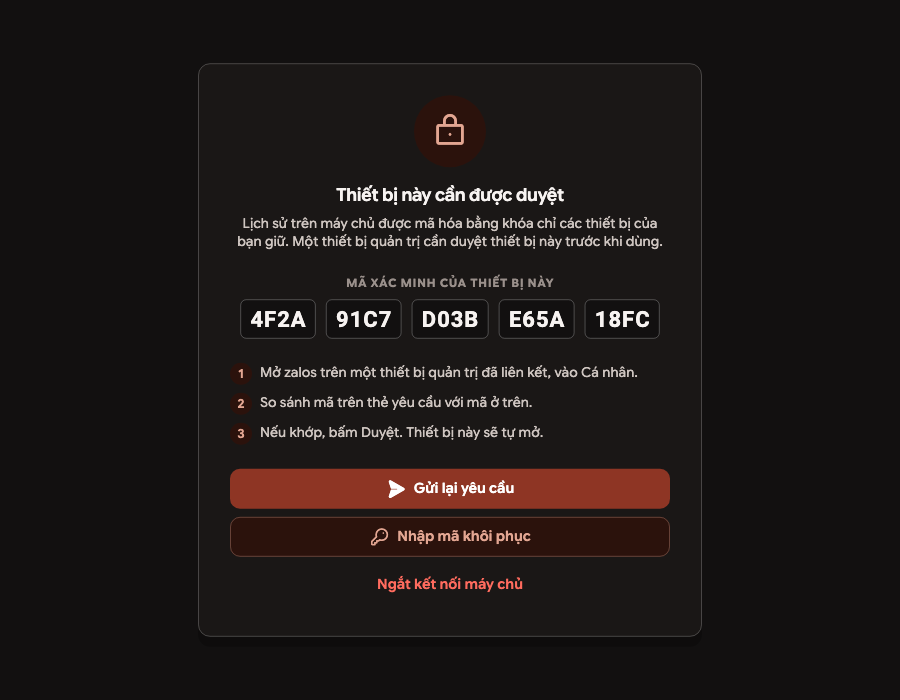 Thiết bị này cần được duyệt
Lịch sử trên máy chủ được mã hóa bằng khóa chỉ các thiết bị của
bạn giữ. Một thiết bị quản trị cần duyệt thiết bị này trước khi dùng.
MÃ XÁC MINH CỦA THIẾT BỊ NÀY
4F2A 91C7 D03B E65A 18FC
1 Mở zalos trên một thiết bị quản trị đã liên kết, vào Cá nhân.
2 So sánh mã trên thẻ yêu cầu với mã ở trên.
3 Nếu khớp, bấm Duyệt. Thiết bị này sẽ tự mở.
Gửi lại yêu cầu
Nhập mã khôi phục
Ngắt kết nối máy chủ